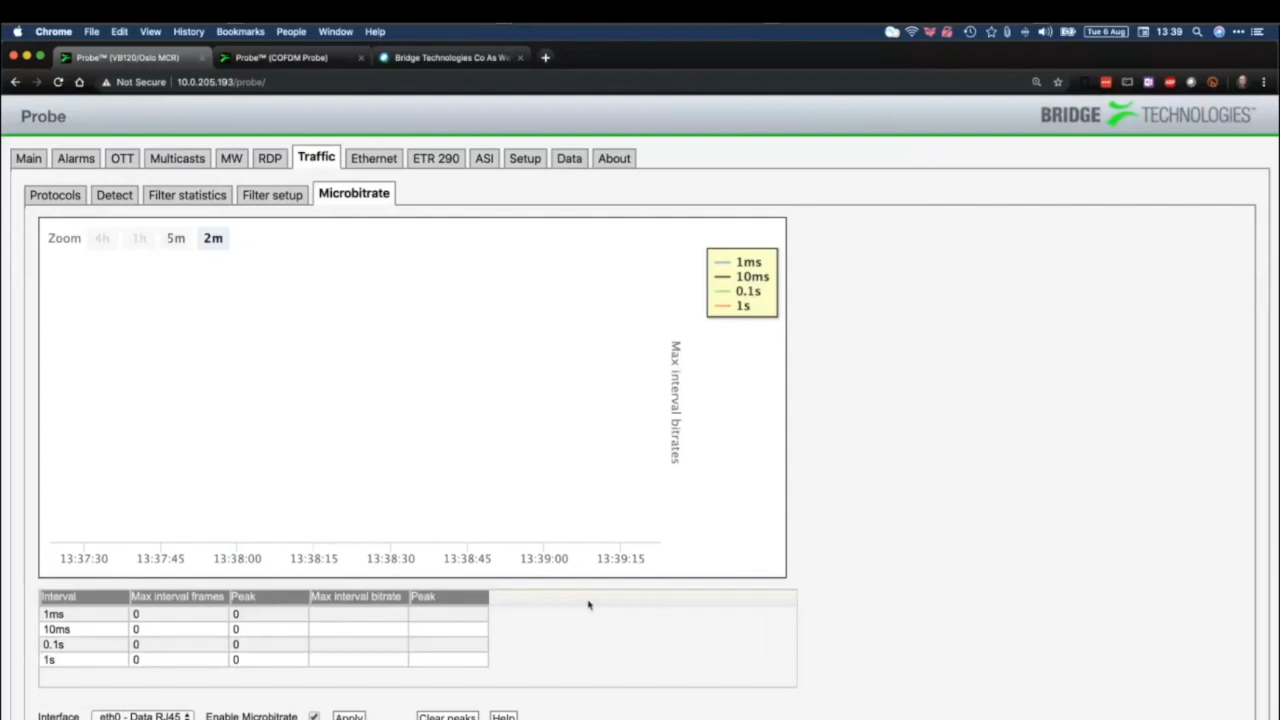 Chrome File Edit View History Bookmarks People Window Help Tue 6 Aug 13 39
Probe™ (VB120/Oslo MCR) Probe™ (COFDM Probe) Bridge Technologies Co As We
Not Secure 10.0.205.193/probe/
Probe BRIDGE TECHNOLOGIES™
Main Alarms OTT Multicasts MW RDP Traffic Ethernet ETR 290 ASI Setup Data About
Protocols Detect Filter statistics Filter setup Microbitrate
Zoom 4h 1h 5m 2m
1ms
10ms
0.1s
1s
Max interval bitrates
13:37:30 13:37:45 13:38:00 13:38:15 13:38:30 13:38:45 13:39:00 13:39:15
Interval Max interval frames Peak Max interval bitrate Peak
1ms 0 0
10ms 0 0
0.1s 0 0
1s 0 0
Interface eth0 - Data RJ45 Enable Microbitrate Apply Clear peaks Help